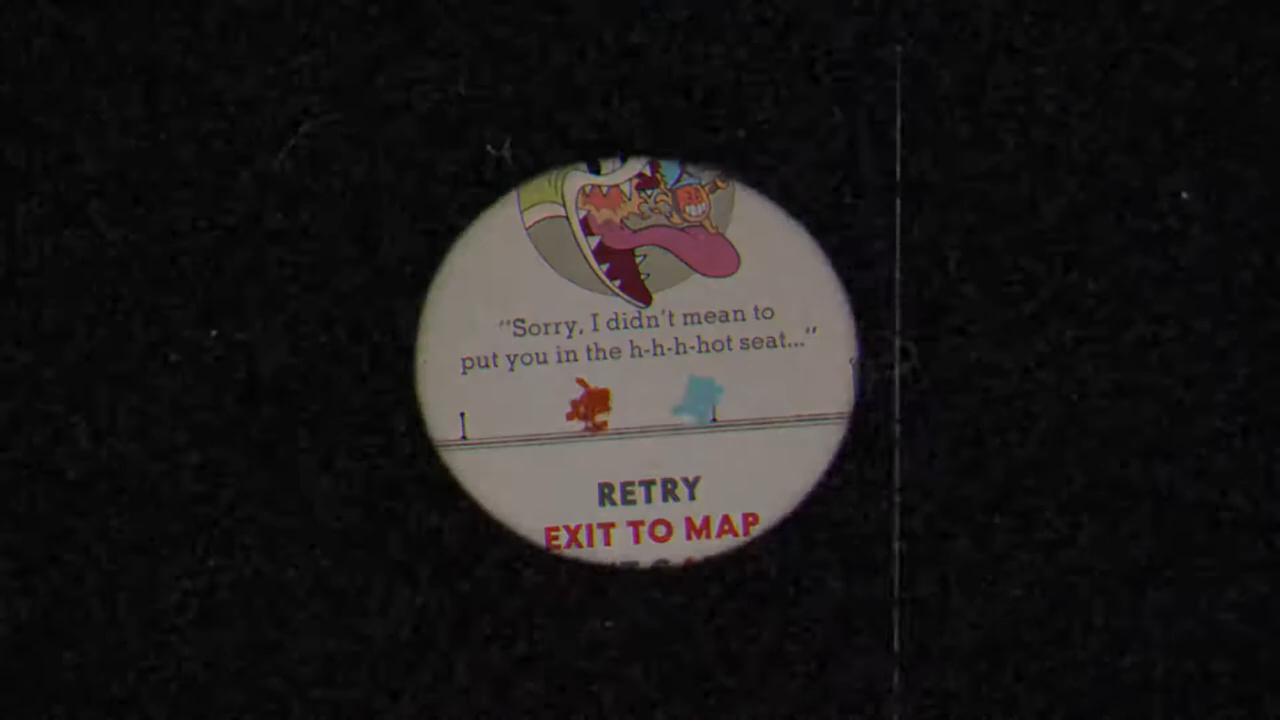 “Sorry, I didn’t mean to
put you in the h-h-h-hot seat...”
RETRY
EXIT TO MAP